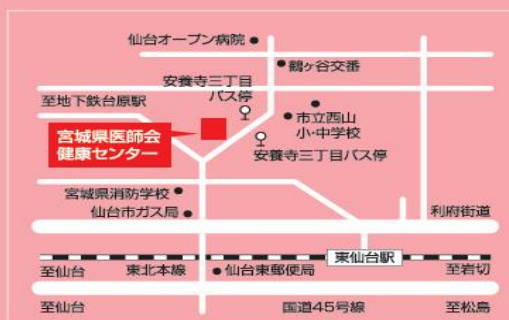 仙台オープン病院
鶴ヶ谷交番
安養寺三丁目
バス停
至地下鉄台原駅
市立西山
小・中学校
宮城県医師会
健康センター
安養寺三丁目バス停
宮城県消防学校
仙台市ガス局
利府街道
東仙台駅
至仙台
東北本線
仙台東郵便局
至岩切
至仙台
国道45号線
至松島